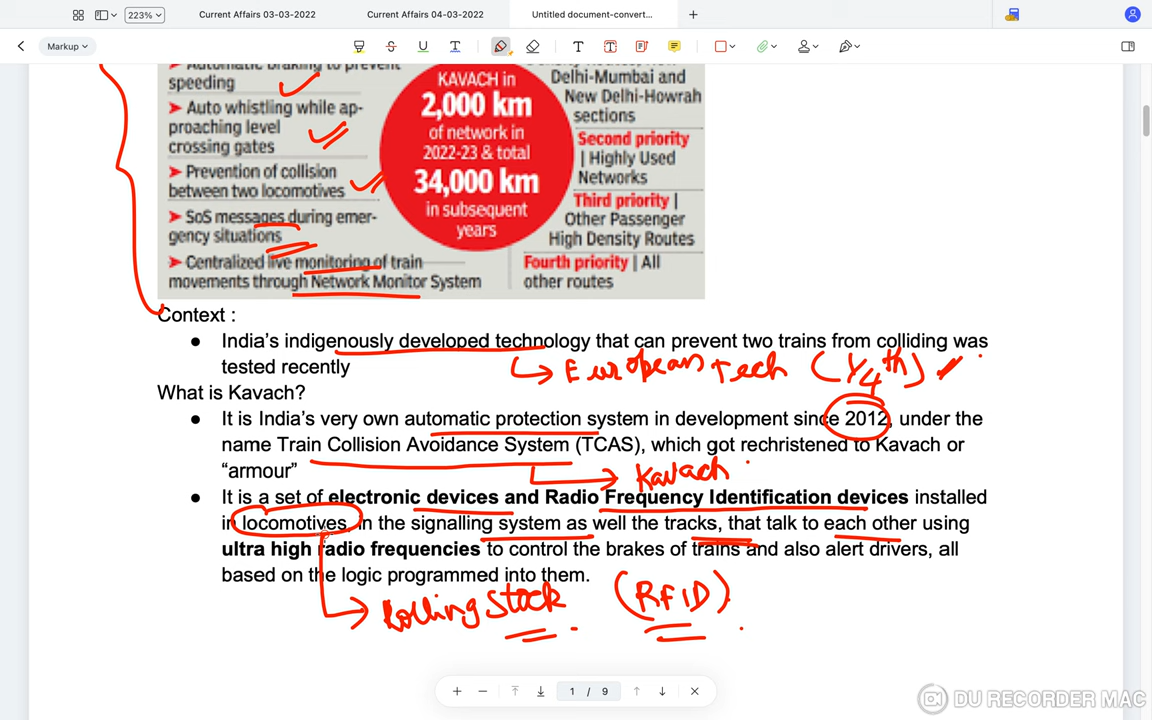 223%
Current Affairs 03-03-2022
Current Affairs 04-03-2022
Untitled document-convert...
Markup
Automatic braking to prevent
speeding
➤ Auto whistling while ap-
proaching level
crossing gates
➤ Prevention of collision
between two locomotives
➤ SoS messages during emer-
gency situations
➤ Centralized live monitoring of train
movements through Network Monitor System
KAVACH in
2,000 km
of network in
2022-23 & total
34,000 km
in subsequent
years
Delhi-Mumbai and
New Delhi-Howrah
sections
Second priority
| Highly Used
Networks
Third priority |
Other Passenger
High Density Routes
Fourth priority | All
other routes
Context :
● India's indigenously developed technology that can prevent two trains from colliding was
tested recently
European Tech (1/4th)
What is Kavach?
● It is India's very own automatic protection system in development since 2012, under the
name Train Collision Avoidance System (TCAS), which got rechristened to Kavach or
"armour"
Kavach
● It is a set of electronic devices and Radio Frequency Identification devices installed
in locomotives, in the signalling system as well the tracks, that talk to each other using
ultra high radio frequencies to control the brakes of trains and also alert drivers, all
based on the logic programmed into them.
Rolling Stock (RFID)
1 / 9
DU RECORDER MAC